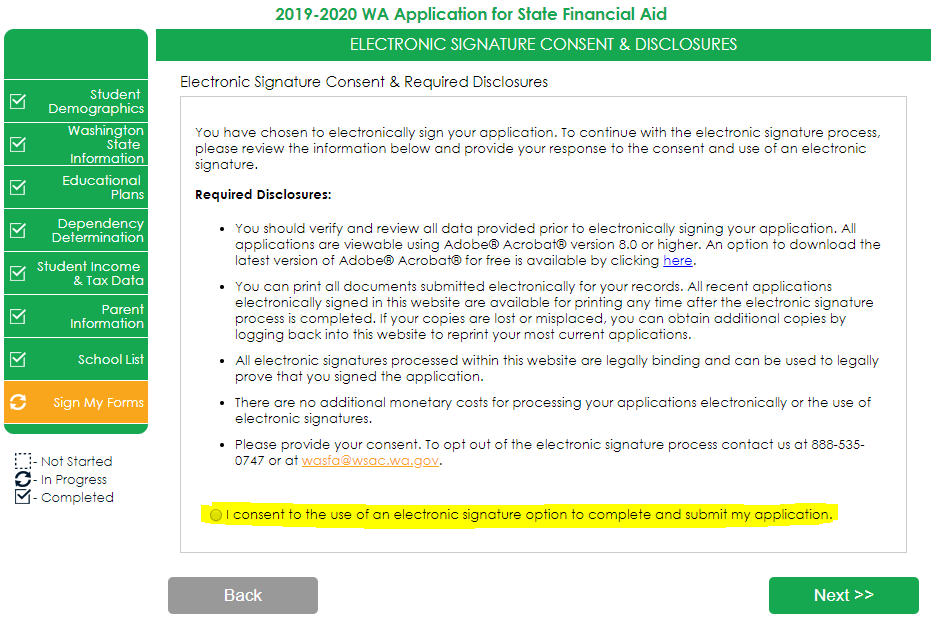 2019-2020 WA Application for State Financial Aid
ELECTRONIC SIGNATURE CONSENT & DISCLOSURES
Student
Demographics
Washington
State
Information
Educational
Plans
Dependency
Determination
Student Income
& Tax Data
Parent
Information
School List
Sign My Forms
- Not Started
- In Progress
- Completed
Electronic Signature Consent & Required Disclosures
You have chosen to electronically sign your application. To continue with the electronic signature process,
please review the information below and provide your response to the consent and use of an electronic
signature.
Required Disclosures:
• You should verify and review all data provided prior to electronically signing your application. All
applications are viewable using Adobe® Acrobat® version 8.0 or higher. An option to download the
latest version of Adobe® Acrobat® for free is available by clicking here.
• You can print all documents submitted electronically for your records. All recent applications
electronically signed in this website are available for printing any time after the electronic signature
process is completed. If your copies are lost or misplaced, you can obtain additional copies by
logging back into this website to reprint your most current applications.
• All electronic signatures processed within this website are legally binding and can be used to legally
prove that you signed the application.
• There are no additional monetary costs for processing your applications electronically or the use of
electronic signatures.
• Please provide your consent. To opt out of the electronic signature process contact us at 888-535-
0747 or at wasfa@wsac.wa.gov.
I consent to the use of an electronic signature option to complete and submit my application.
Back
Next >>